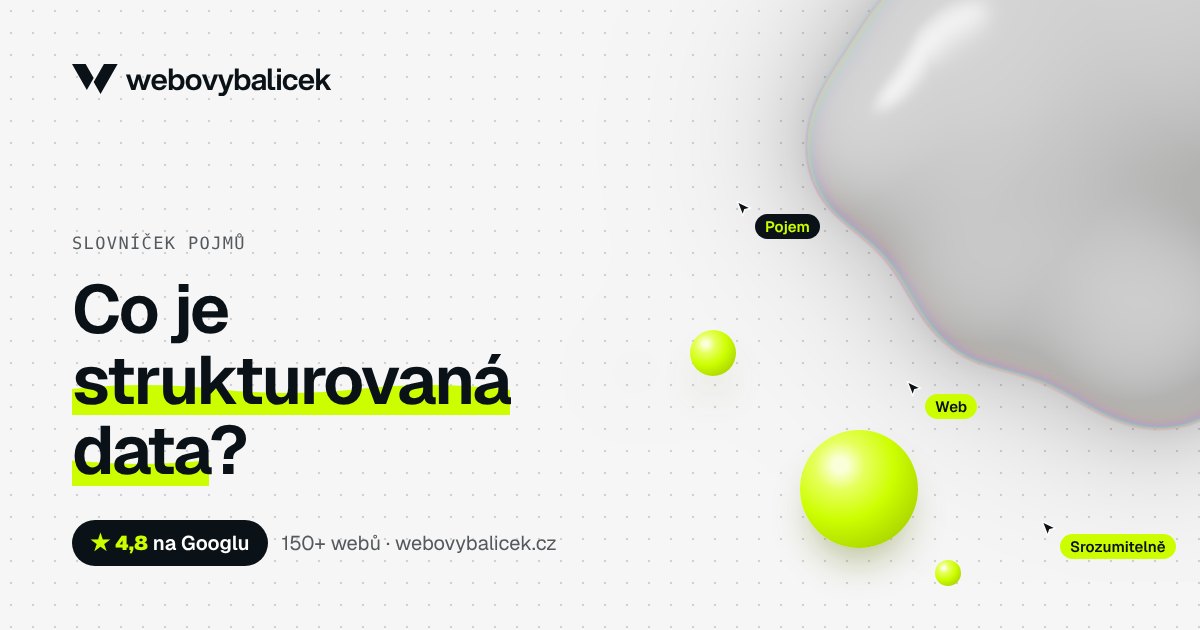 webovybalicek
SLOVNÍČEK POJMŮ
Co je
strukturovaná
data?
★ 4,8 na Googlu
150+ webů · webovybalicek.cz
Pojem
Web
Srozumitelně